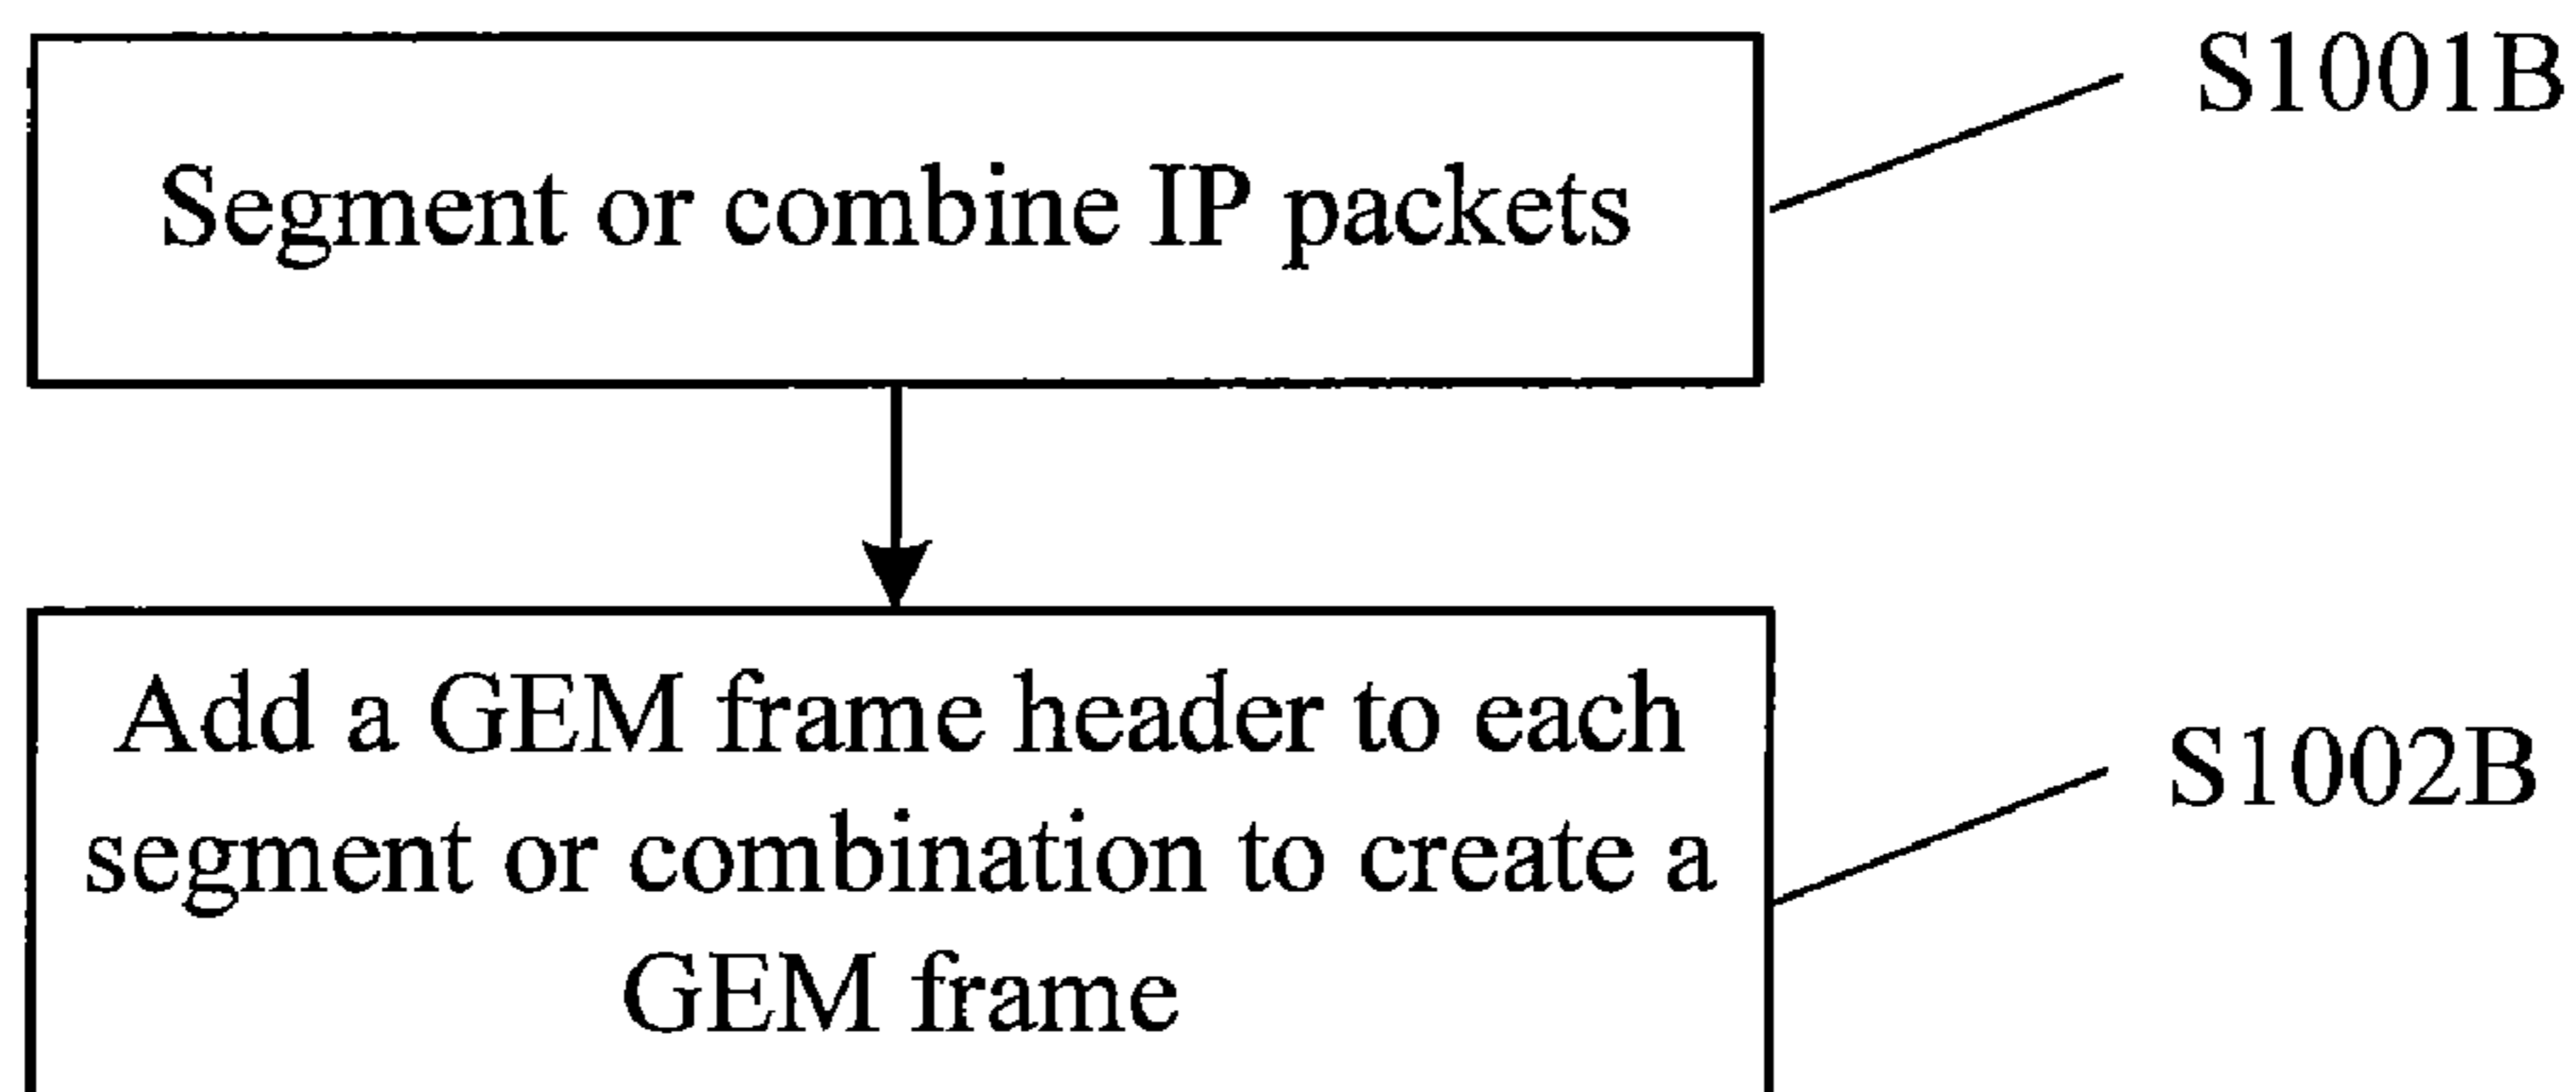 Segment or combine IP packets
S1001B
Add a GEM frame header to each
segment or combination to create a
GEM frame
S1002B